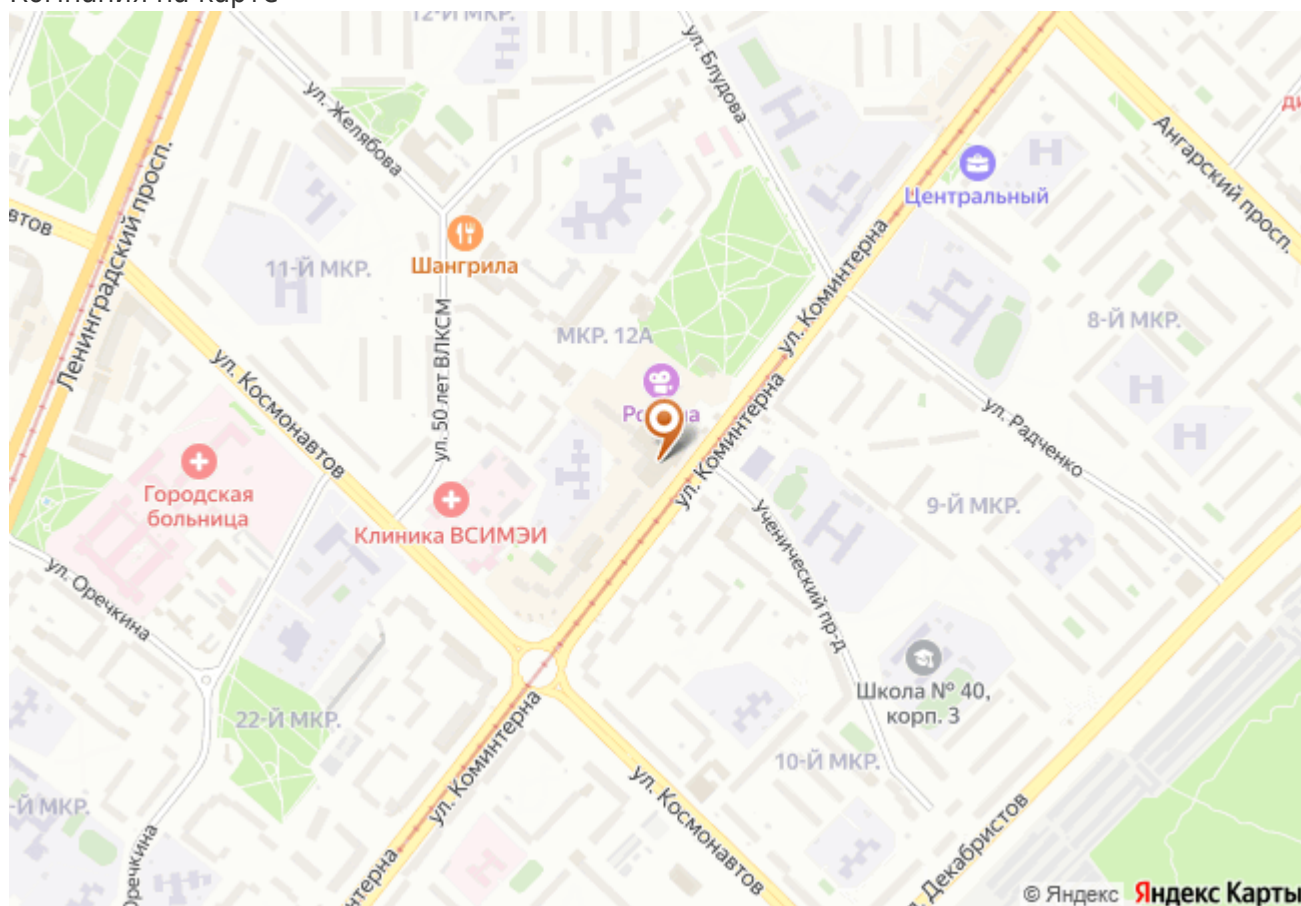 12-Й МКР.
ул. Желябова
ул. Блудова
Ангарский просп.
Центральный
Ленинградский просп.
Шангрила
11-Й МКР.
ул. Коминтерна
8-Й МКР.
МКР. 12А
ул. 50 лет ВЛКСМ
ул. Космонавтов
ул. Коминтерна
ул. Радченко
Городская
больница
Клиника ВСИМЭИ
9-Й МКР.
Ученический пр-д
ул. Оречкина
Школа № 40,
корп. 3
22-Й МКР.
ул. Коминтерна
10-Й МКР.
ул. Космонавтов
Декабристов
© Яндекс Яндекс Карты